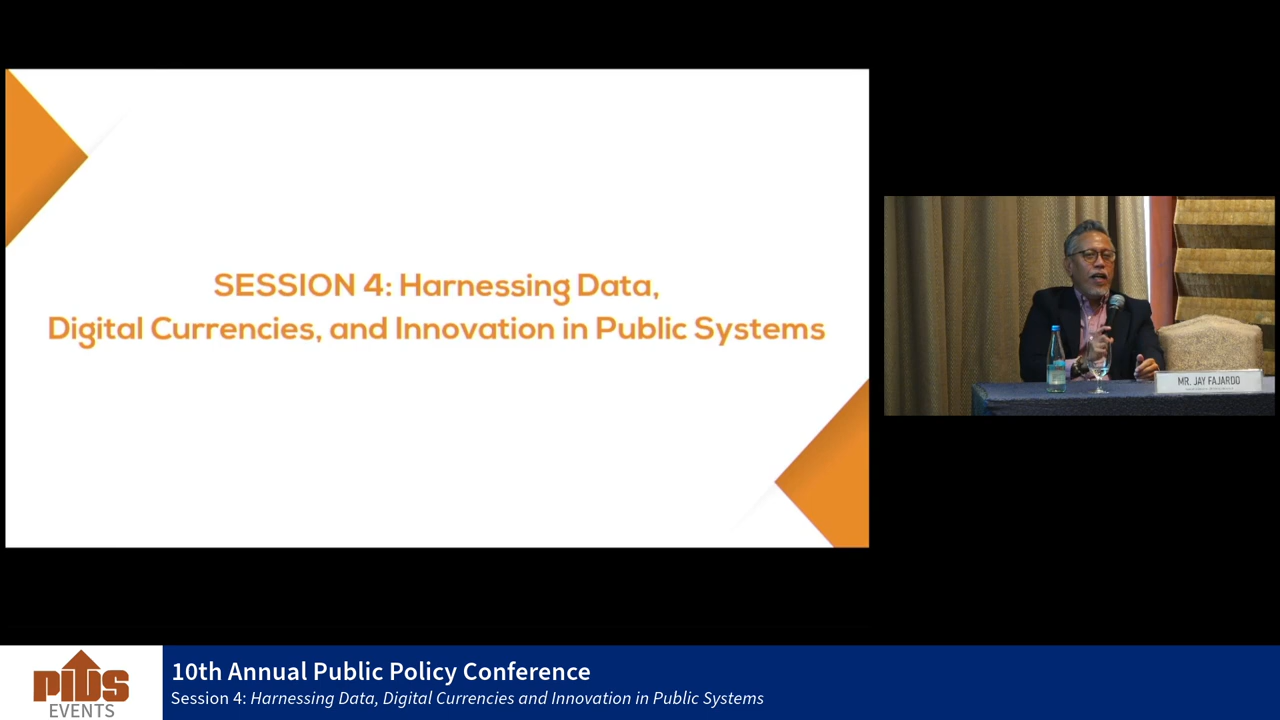 SESSION 4: Harnessing Data,
Digital Currencies, and Innovation in Public Systems
MR. JAY FAJARDO
PIDS
EVENTS
10th Annual Public Policy Conference
Session 4: Harnessing Data, Digital Currencies and Innovation in Public Systems